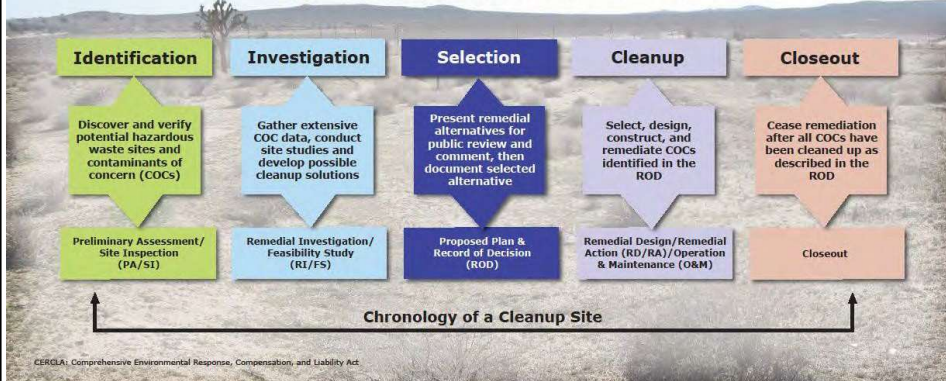 Identification
Investigation
Selection
Cleanup
Closeout
Discover and verify
potential hazardous
waste sites and
contaminants of
concern (COCs)
Gather extensive
COC data, conduct
site studies and
develop possible
cleanup solutions
Present remedial
alternatives for
public review and
comment, then
document selected
alternative
Select, design,
construct, and
remediate COCs
identified in the
ROD
Cease remediation
after all COCs have
been cleaned up as
described in the
ROD
Preliminary Assessment/
Site Inspection
(PA/SI)
Remedial Investigation/
Feasibility Study
(RI/FS)
Proposed Plan &
Record of Decision
(ROD)
Remedial Design/Remedial
Action (RD/RA)/Operation
& Maintenance (O&M)
Closeout
Chronology of a Cleanup Site
CERCLA: Comprehensive Environmental Response, Compensation, and Liability Act